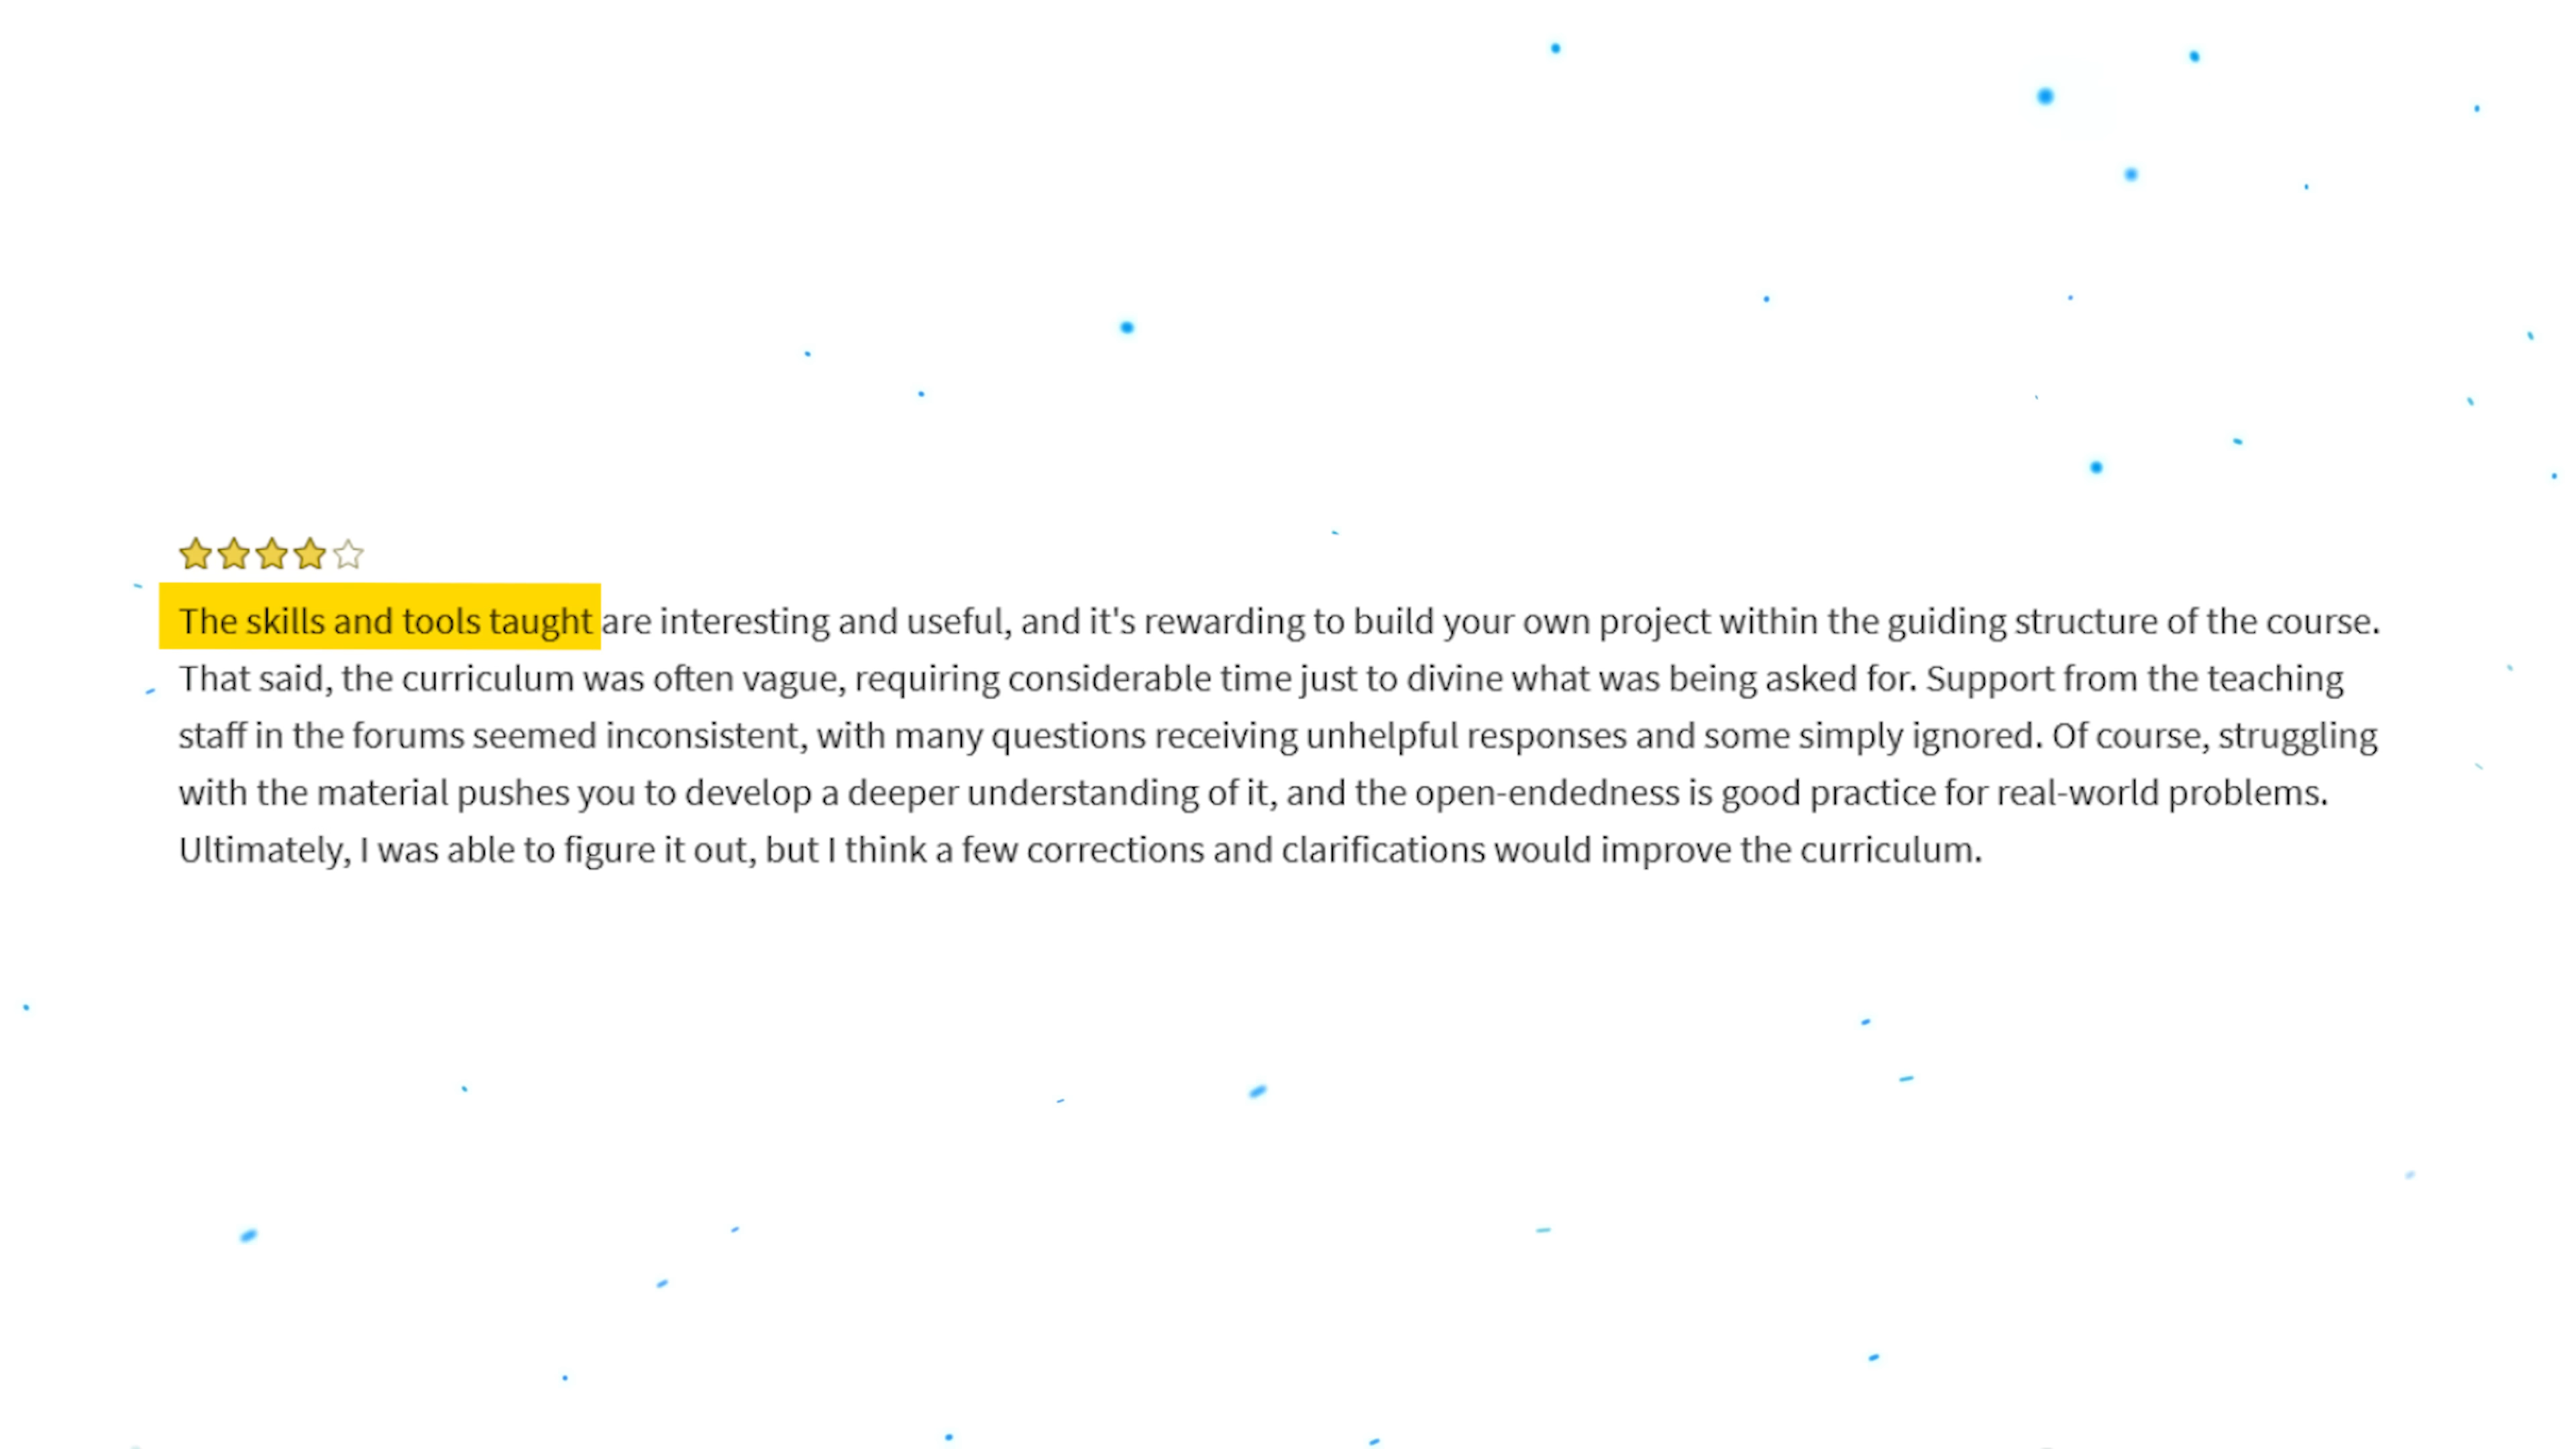 The skills and tools taught are interesting and useful, and it's rewarding to build your own project within the guiding structure of the course.
That said, the curriculum was often vague, requiring considerable time just to divine what was being asked for. Support from the teaching
staff in the forums seemed inconsistent, with many questions receiving unhelpful responses and some simply ignored. Of course, struggling
with the material pushes you to develop a deeper understanding of it, and the open-endedness is good practice for real-world problems.
Ultimately, I was able to figure it out, but I think a few corrections and clarifications would improve the curriculum.